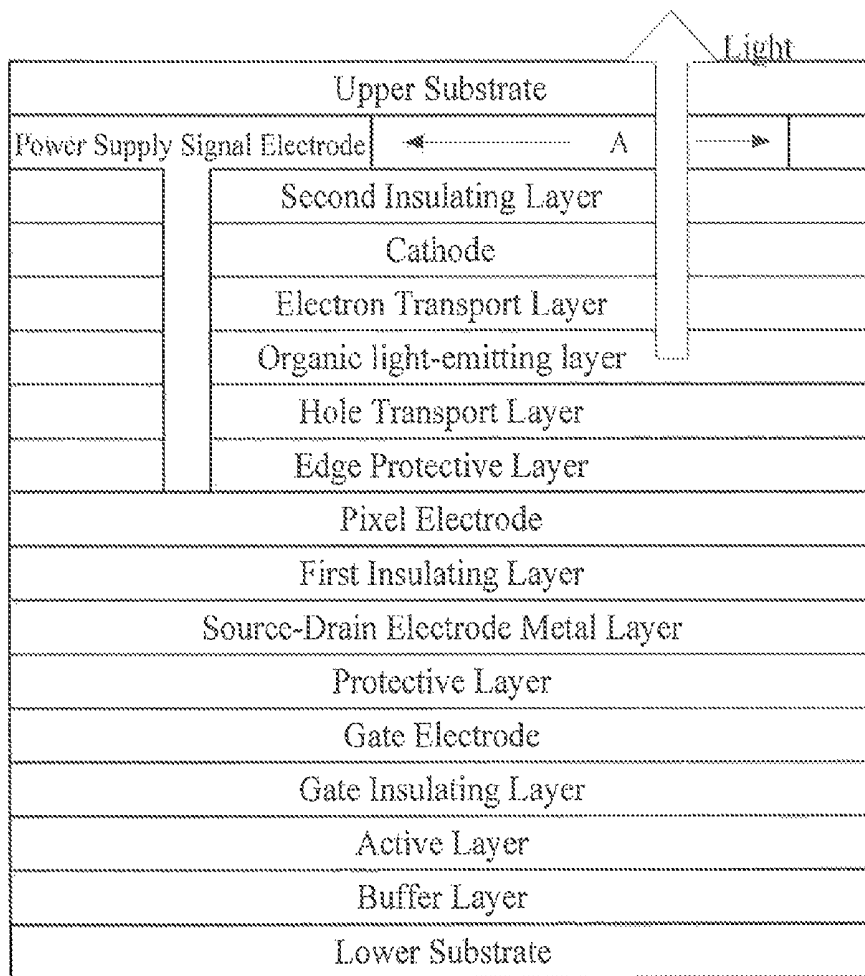 Light
Upper Substrate
Power Supply Signal Electrode
A
Second Insulating Layer
Cathode
Electron Transport Layer
Organic light-emitting layer
Hole Transport Layer
Edge Protective Layer
Pixel Electrode
First Insulating Layer
Source-Drain Electrode Metal Layer
Protective Layer
Gate Electrode
Gate Insulating Layer
Active Layer
Buffer Layer
Lower Substrate